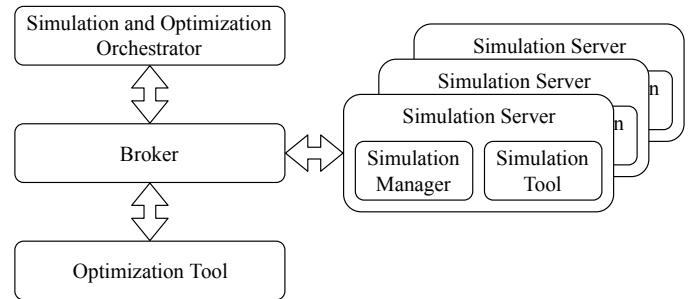 Simulation and Optimization
Orchestrator
Simulation Server
Simulation Server
n
Simulation Server
n
Broker
Simulation
Manager
Simulation
Tool
Optimization Tool